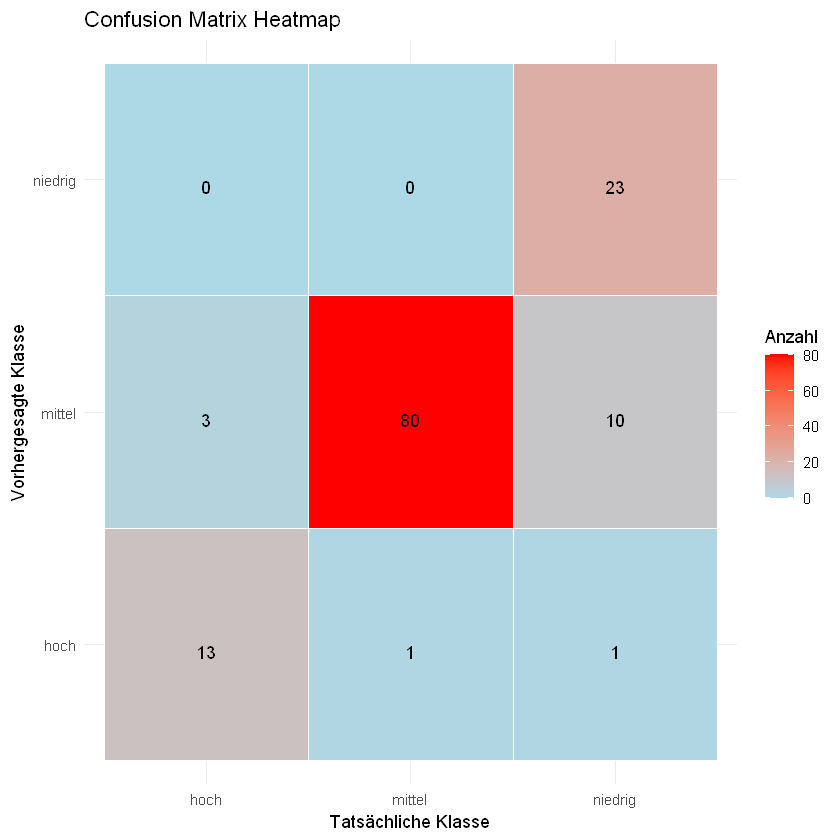 Confusion Matrix Heatmap
niedrig
0
0
23
mittel
3
80
10
hoch
13
1
1
hoch
mittel
niedrig
Tatsächliche Klasse
Vorhergesagte Klasse
Anzahl
80
60
40
20
0